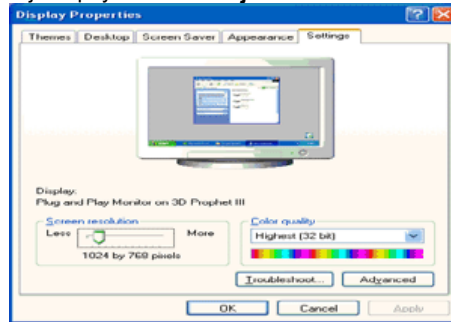 Display Properties
Themes Desktop Screen Saver Appearance Settings
Display:
Plug and Play Monitor on 3D Prophet III
Screen resolution
Less More
1024 by 768 pixels
Color quality
Highest (32 bit)
Troubleshoot... Advanced
OK Cancel Apply